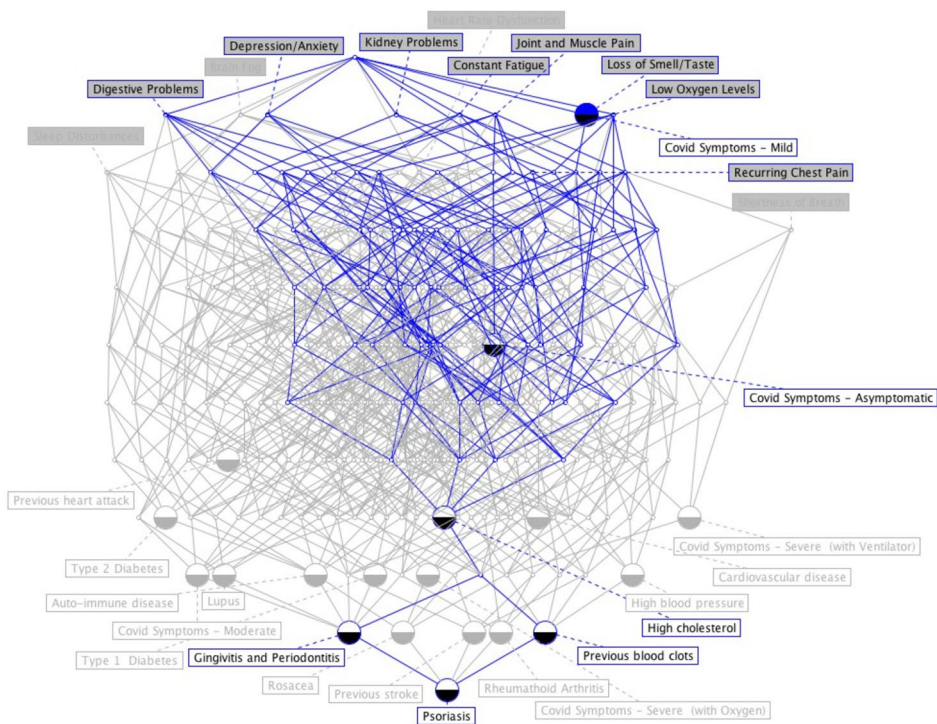 Heart Rate Dysfunction
Depression/Anxiety
Kidney Problems
Joint and Muscle Pain
Brain Fog
Constant Fatigue
Loss of Smell/Taste
Digestive Problems
Low Oxygen Levels
Sleep Disturbances
Covid Symptoms - Mild
Recurring Chest Pain
Shortness of Breath
Covid Symptoms - Asymptomatic
Previous heart attack
Covid Symptoms - Severe (with Ventilator)
Type 2 Diabetes
Cardiovascular disease
Auto-immune disease
Lupus
High blood pressure
Covid Symptoms - Moderate
High cholesterol
Type 1 Diabetes
Gingivitis and Periodontitis
Previous blood clots
Rosacea
Previous stroke
Rheumatoid Arthritis
Covid Symptoms - Severe (with Oxygen)
Psoriasis